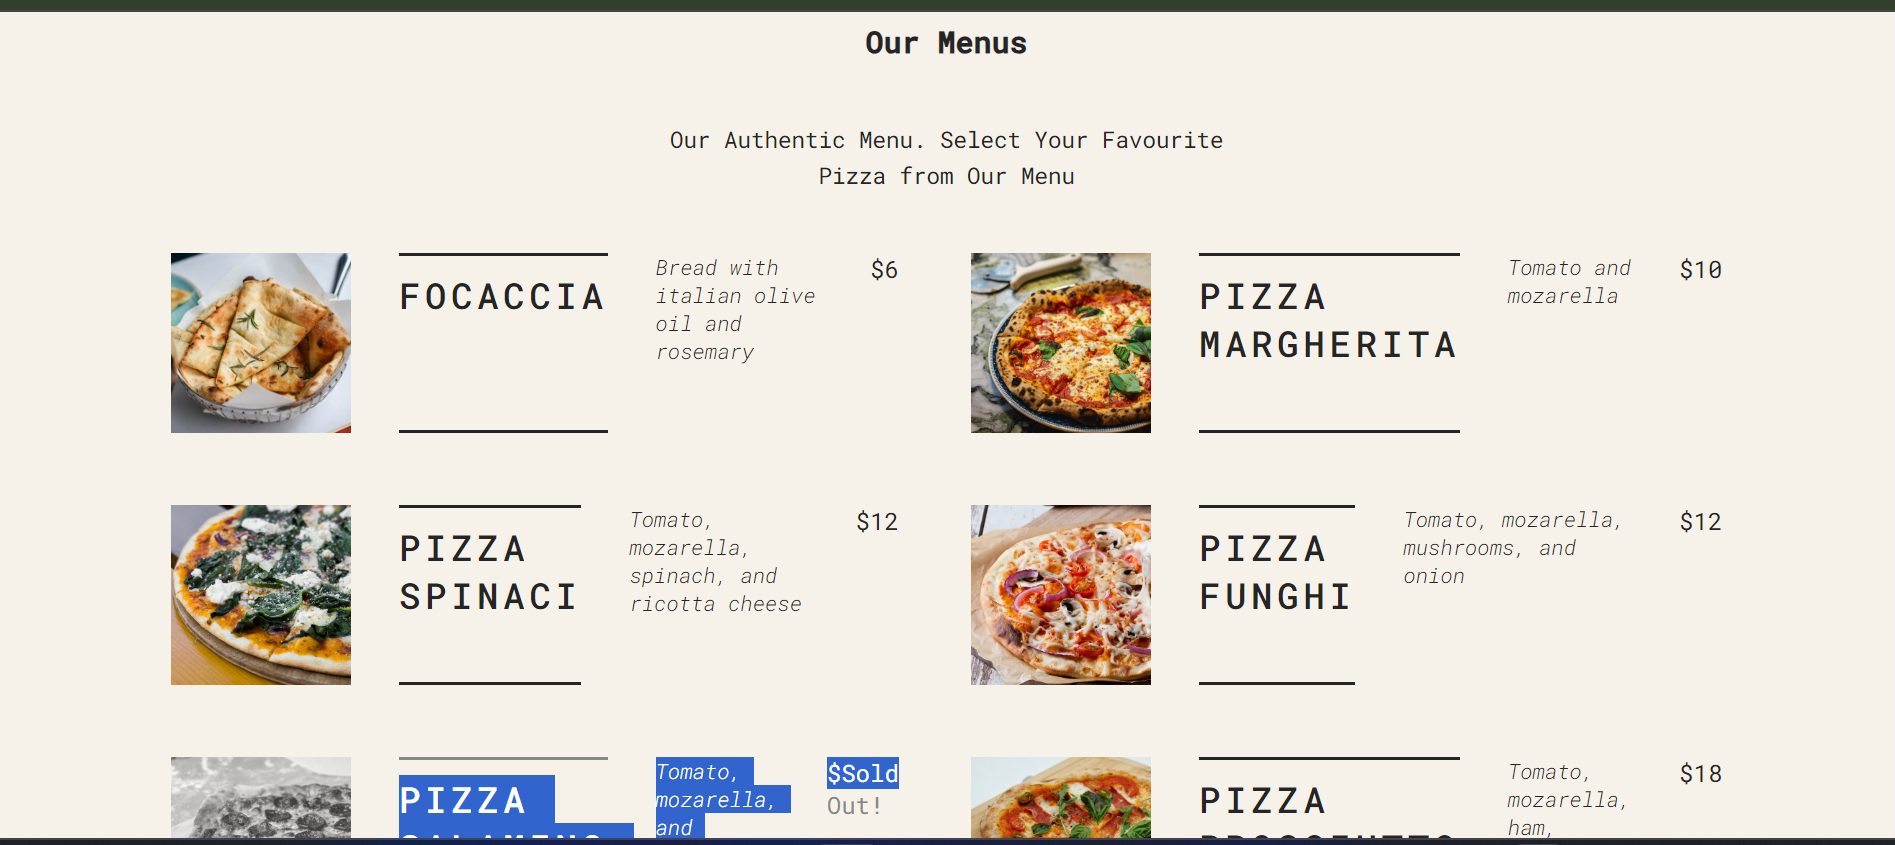 Our Menus
Our Authentic Menu. Select Your Favourite
Pizza from Our Menu
FOCACCIA
Bread with
italian olive
oil and
rosemary
$6
PIZZA
MARGHERITA
Tomato and
mozarella
$10
PIZZA
SPINACI
Tomato,
mozarella,
spinach, and
ricotta cheese
$12
PIZZA
FUNGHI
Tomato, mozarella,
mushrooms, and
onion
$12
PIZZA
Tomato,
mozarella,
and
$Sold
Out!
PIZZA
Tomato,
mozarella,
ham,
$18